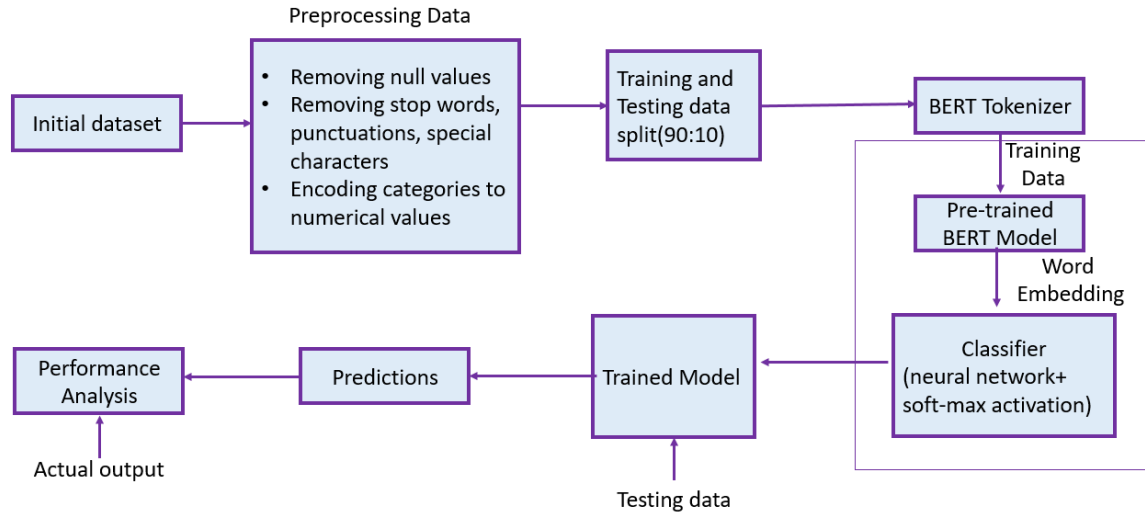 Preprocessing Data
Initial dataset
• Removing null values
• Removing stop words,
punctuations, special
characters
• Encoding categories to
numerical values
Training and
Testing data
split(90:10)
BERT Tokenizer
Training
Data
Pre-trained
BERT Model
Word
Embedding
Classifier
(neural network+
soft-max activation)
Trained Model
Testing data
Predictions
Performance
Analysis
Actual output